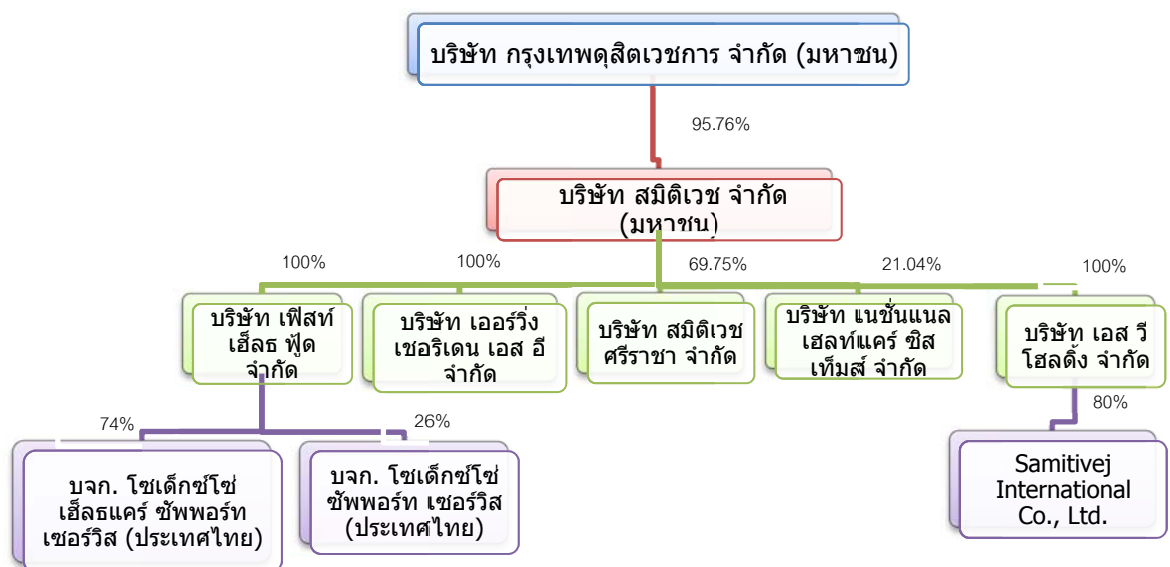 บริษัท กรุงเทพดุสิตเวชการ จำกัด (มหาชน)
95.76%
บริษัท สมิติเวช จำกัด
(มหาชน)
100%
100%
69.75%
21.04%
100%
บริษัท เฟิสท์
เฮ็ลธ ฟู้ด
จำกัด
บริษัท เออร์วิ่ง
เชอริเดน เอส อี
จำกัด
บริษัท สมิติเวช
ศรีราชา จำกัด
บริษัท แนชั่นแนล
เฮลท์แคร์ ซิส
เท็มส์ จำกัด
บริษัท เอส วี
โฮลดิ้ง จำกัด
74%
26%
80%
บจก. โซเด็กซ์โซ่
เฮ็ลธแคร์ ซัพพอร์ท
เซอร์วิส (ประเทศไทย)
บจก. โซเด็กซ์โซ่
ซัพพอร์ท เซอร์วิส
(ประเทศไทย)
Samitivej
International
Co., Ltd.